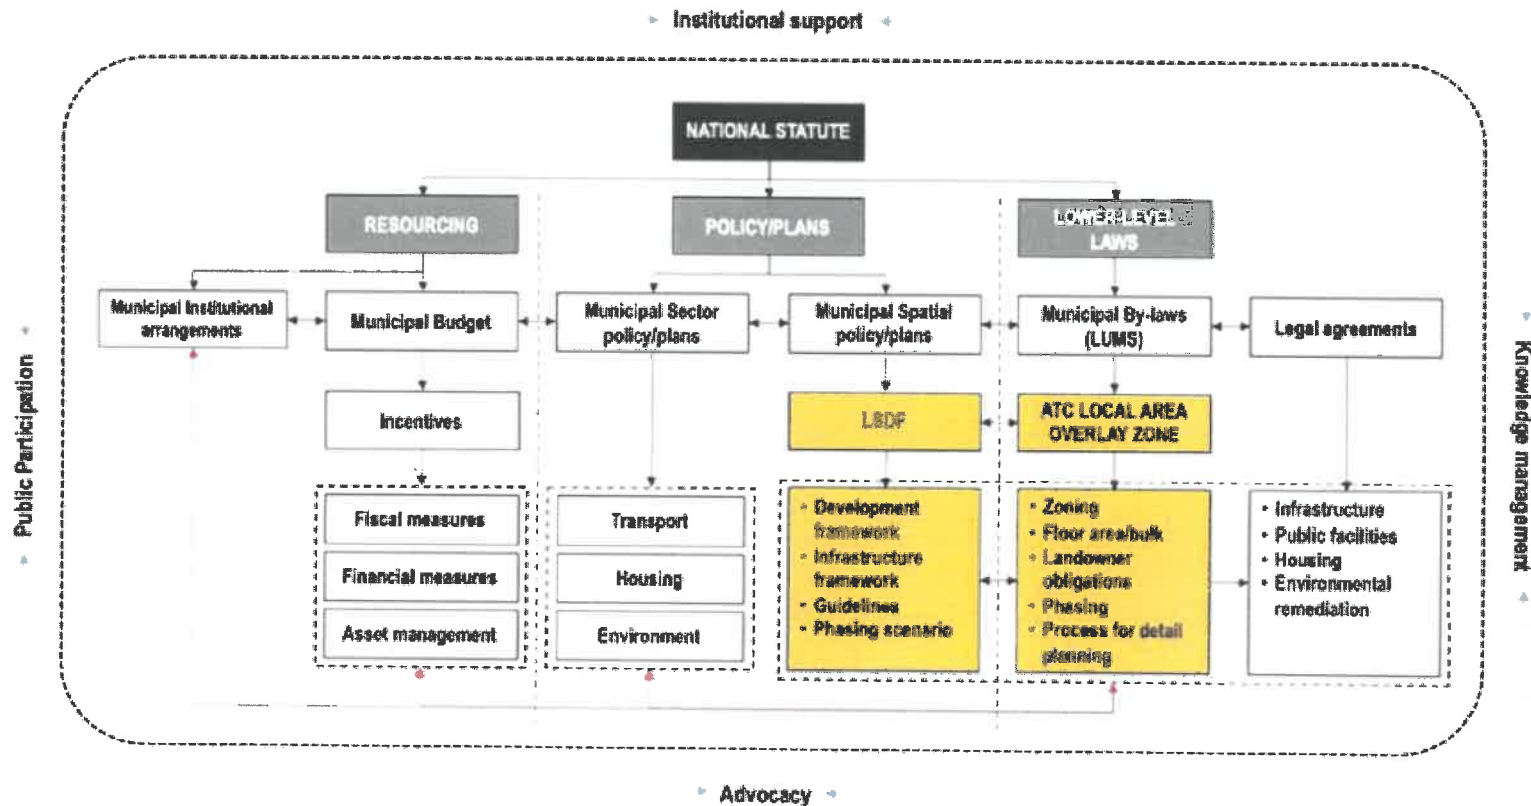 Institutional support
NATIONAL STATUTE
RESOURCING
POLICY/PLANS
LOWER-LEVEL
LAWS
Municipal Institutional
arrangements
Municipal Budget
Municipal Sector
policy/plans
Municipal Spatial
policy/plans
Municipal By-laws
(LUMS)
Legal agreements
Incentives
LSDF
ATC LOCAL AREA
OVERLAY ZONE
Fiscal measures
Financial measures
Asset management
Transport
Housing
Environment
• Development
framework
• Infrastructure
framework
• Guidelines
• Phasing scenario
• Zoning
• Floor area/bulk
• Landowner
obligations
• Phasing
• Process for detail
planning
• Infrastructure
• Public facilities
• Housing
• Environmental
remediation
Public Participation
Knowledge management
Advocacy